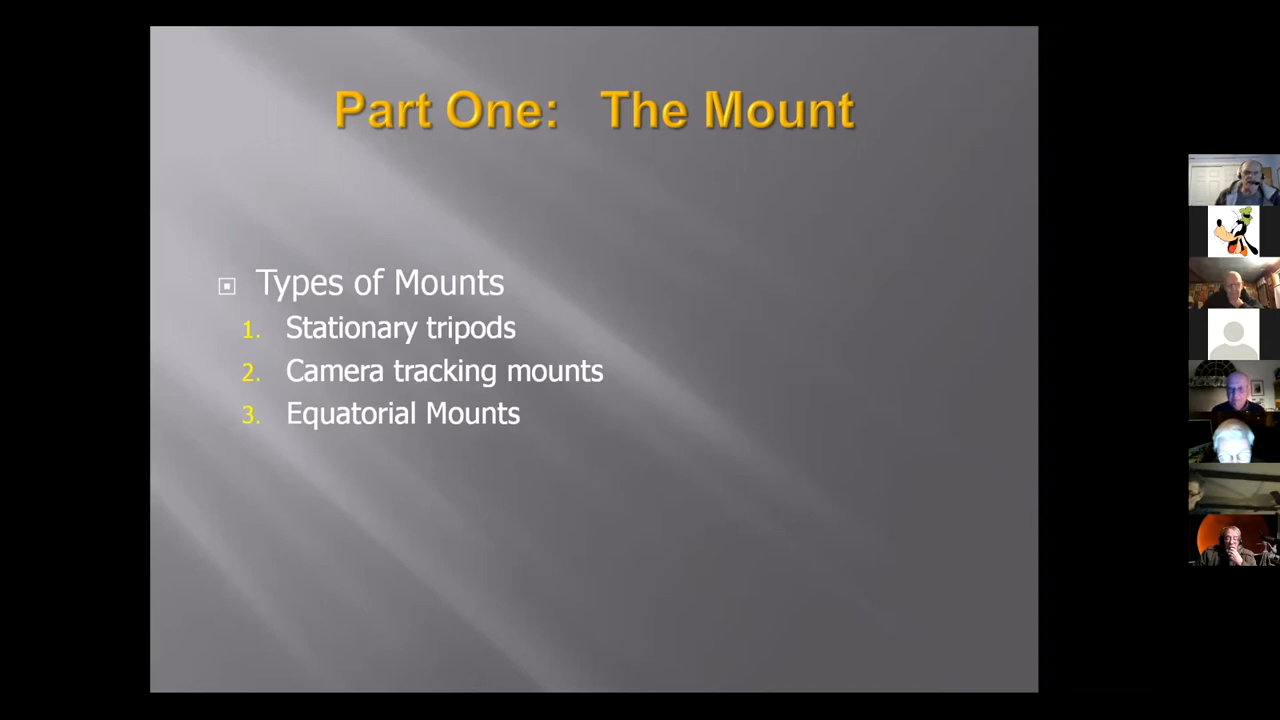 Part One: The Mount
Types of Mounts
1. Stationary tripods
2. Camera tracking mounts
3. Equatorial Mounts